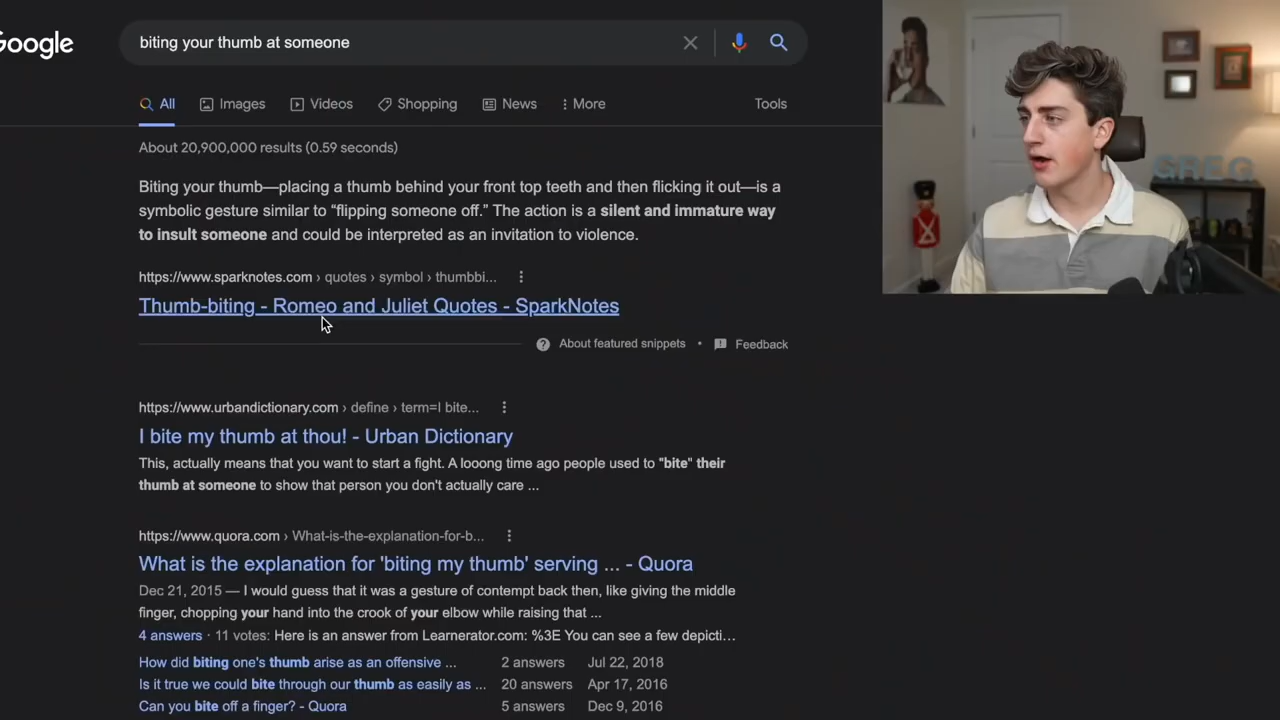 Google
biting your thumb at someone
All Images Videos Shopping News More Tools
About 20,900,000 results (0.59 seconds)
Biting your thumb—placing a thumb behind your front top teeth and then flicking it out—is a
symbolic gesture similar to “flipping someone off.” The action is a silent and immature way
to insult someone and could be interpreted as an invitation to violence.
https://www.sparknotes.com › quotes › symbol › thumbbi...
Thumb-biting - Romeo and Juliet Quotes - SparkNotes
About featured snippets • Feedback
https://www.urbandictionary.com › define › term=I bite...
I bite my thumb at thou! - Urban Dictionary
This, actually means that you want to start a fight. A looong time ago people used to "bite" their
thumb at someone to show that person you don't actually care ...
https://www.quora.com › What-is-the-explanation-for-b...
What is the explanation for 'biting my thumb' serving ... - Quora
Dec 21, 2015 — I would guess that it was a gesture of contempt back then, like giving the middle
finger, chopping your hand into the crook of your elbow while raising that ...
4 answers · 11 votes: Here is an answer from Learnerator.com: %3E You can see a few depicti...
How did biting one's thumb arise as an offensive ... 2 answers Jul 22, 2018
Is it true we could bite through our thumb as easily as ... 20 answers Apr 17, 2016
Can you bite off a finger? - Quora 5 answers Dec 9, 2016
GREG